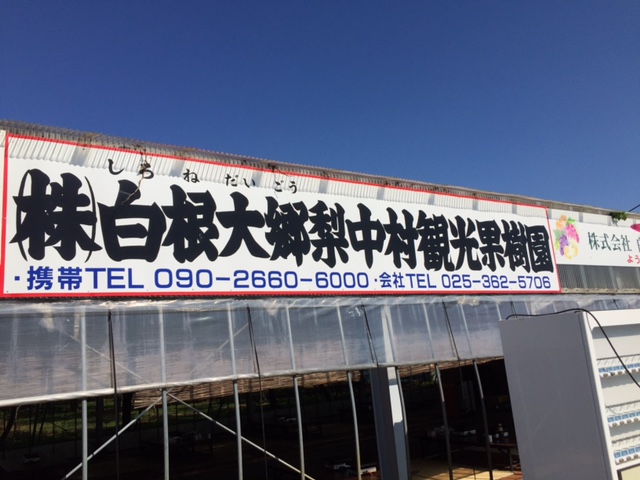 しろねだいごう
(株)白根大郷梨中村観光果樹園
・携帯TEL 090-2660-6000・会社TEL 025-362-5706
株式会社
よう